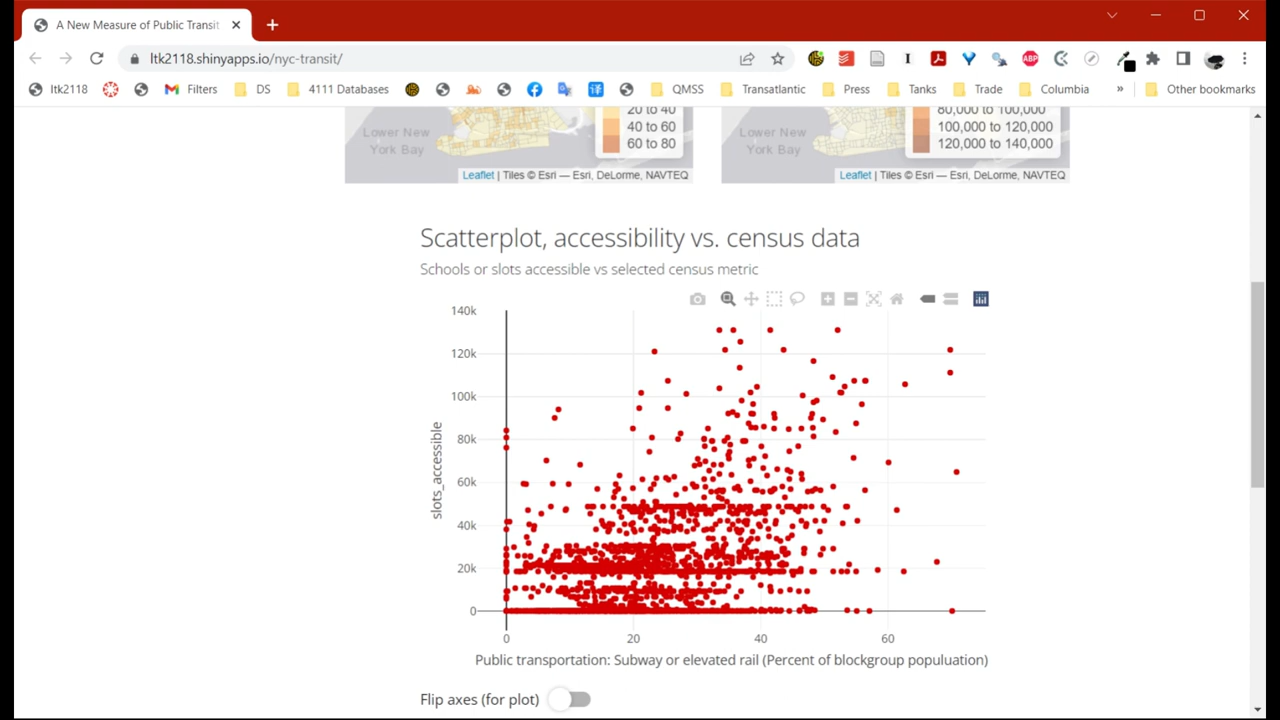 A New Measure of Public Transit
ltk2118.shinyapps.io/nyc-transit/
ABP
ltk2118 Filters DS 4111 Databases QMSS Transatlantic Press Tanks Trade Columbia » Other bookmarks
Lower New
York Bay
20 to 40
40 to 60
60 to 80
Leaflet | Tiles © Esri — Esri, DeLorme, NAVTEQ
Lower New
York Bay
80,000 to 100,000
100,000 to 120,000
120,000 to 140,000
Leaflet | Tiles © Esri — Esri, DeLorme, NAVTEQ
Scatterplot, accessibility vs. census data
Schools or slots accessible vs selected census metric
140k
120k
100k
80k
60k
40k
20k
0
slots_accessible
0 20 40 60
Public transportation: Subway or elevated rail (Percent of blockgroup populuation)
Flip axes (for plot)